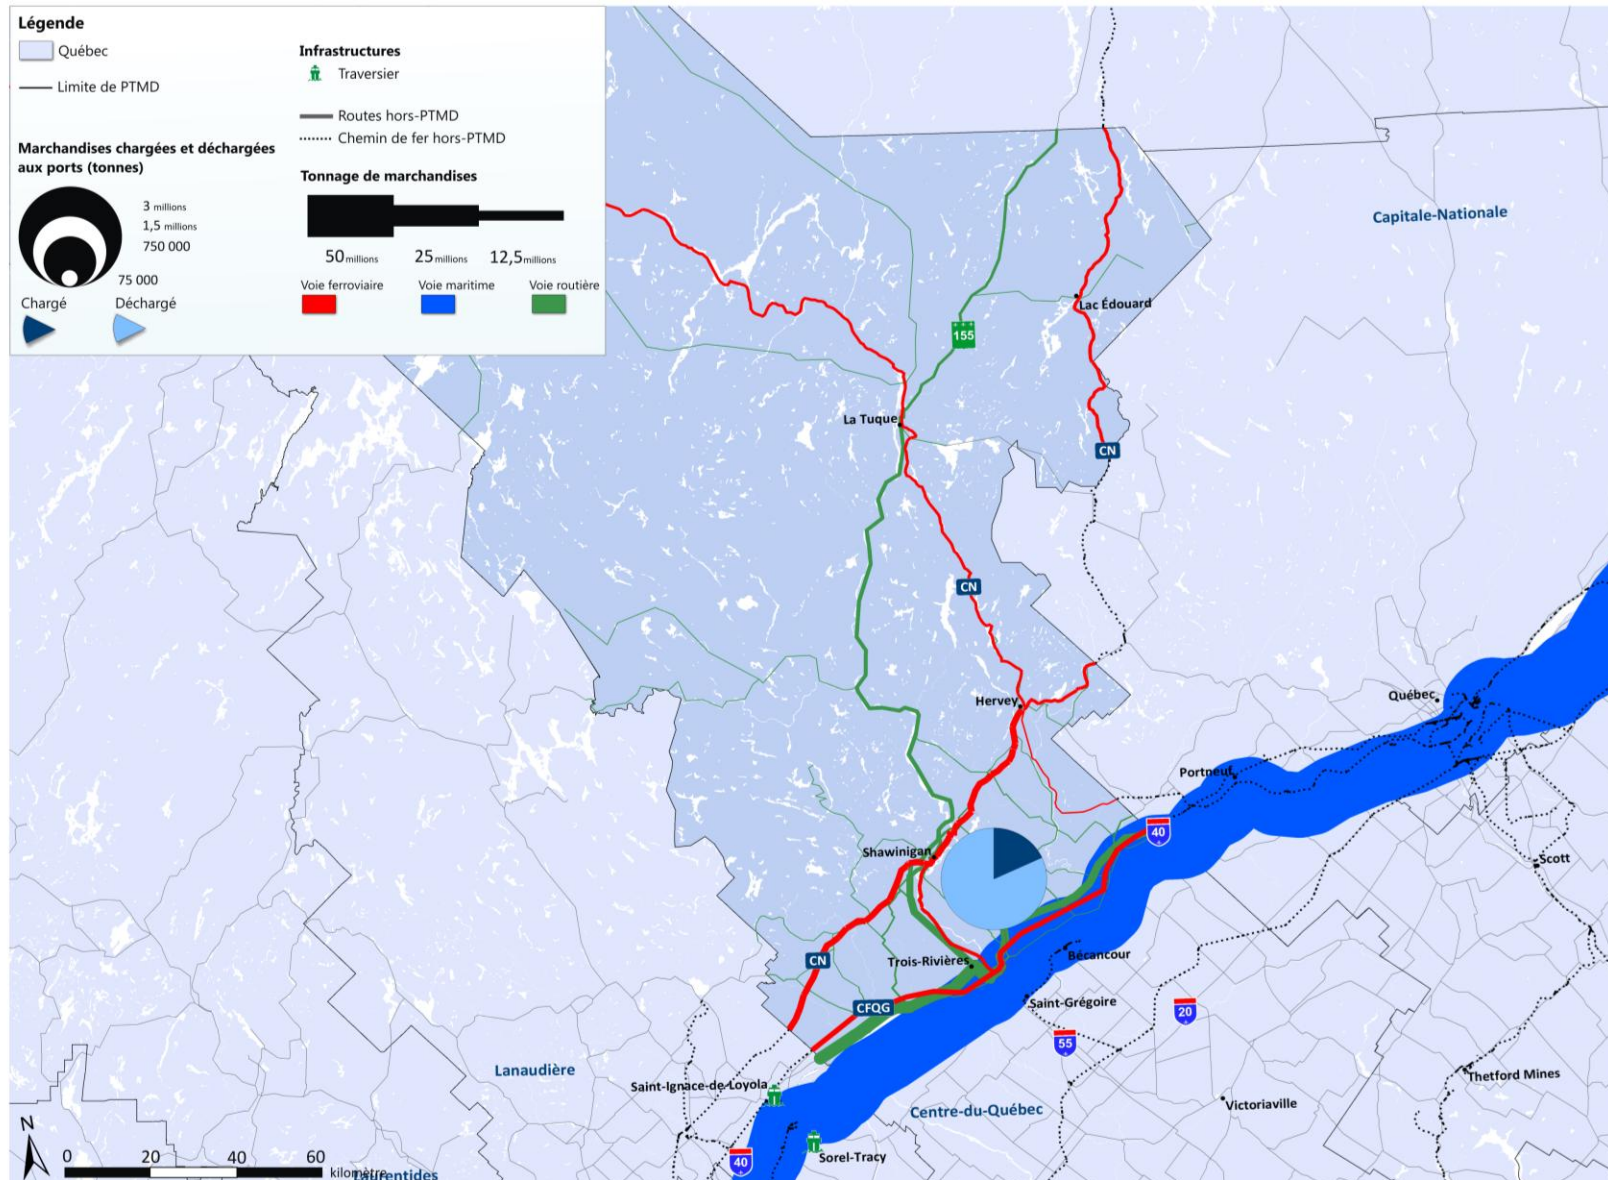 Légende
Québec
Limite de PTMD
Infrastructures
Traversier
Routes hors-PTMD
Chemin de fer hors-PTMD
Marchandises chargées et déchargées
aux ports (tonnes)
3 millions
1,5 millions
750 000
75 000
Chargé Déchargé
Tonnage de marchandises
50 millions 25 millions 12,5 millions
Voie ferroviaire Voie maritime Voie routière
Capitale-Nationale
Lac Édouard
155
La Tuque
CN
CN
Hervey
Québec
Portneuf
40
Shawinigan
Scott
CN
Trois-Rivières
Bécancour
CFQG
Saint-Grégoire
20
55
Lanaudière
Saint-Ignace-de Loyola
Thetford Mines
Centre-du-Québec
Victoriaville
N
0 20 40 60
kilomètre
40
Sorel-Tracy
Laurentides